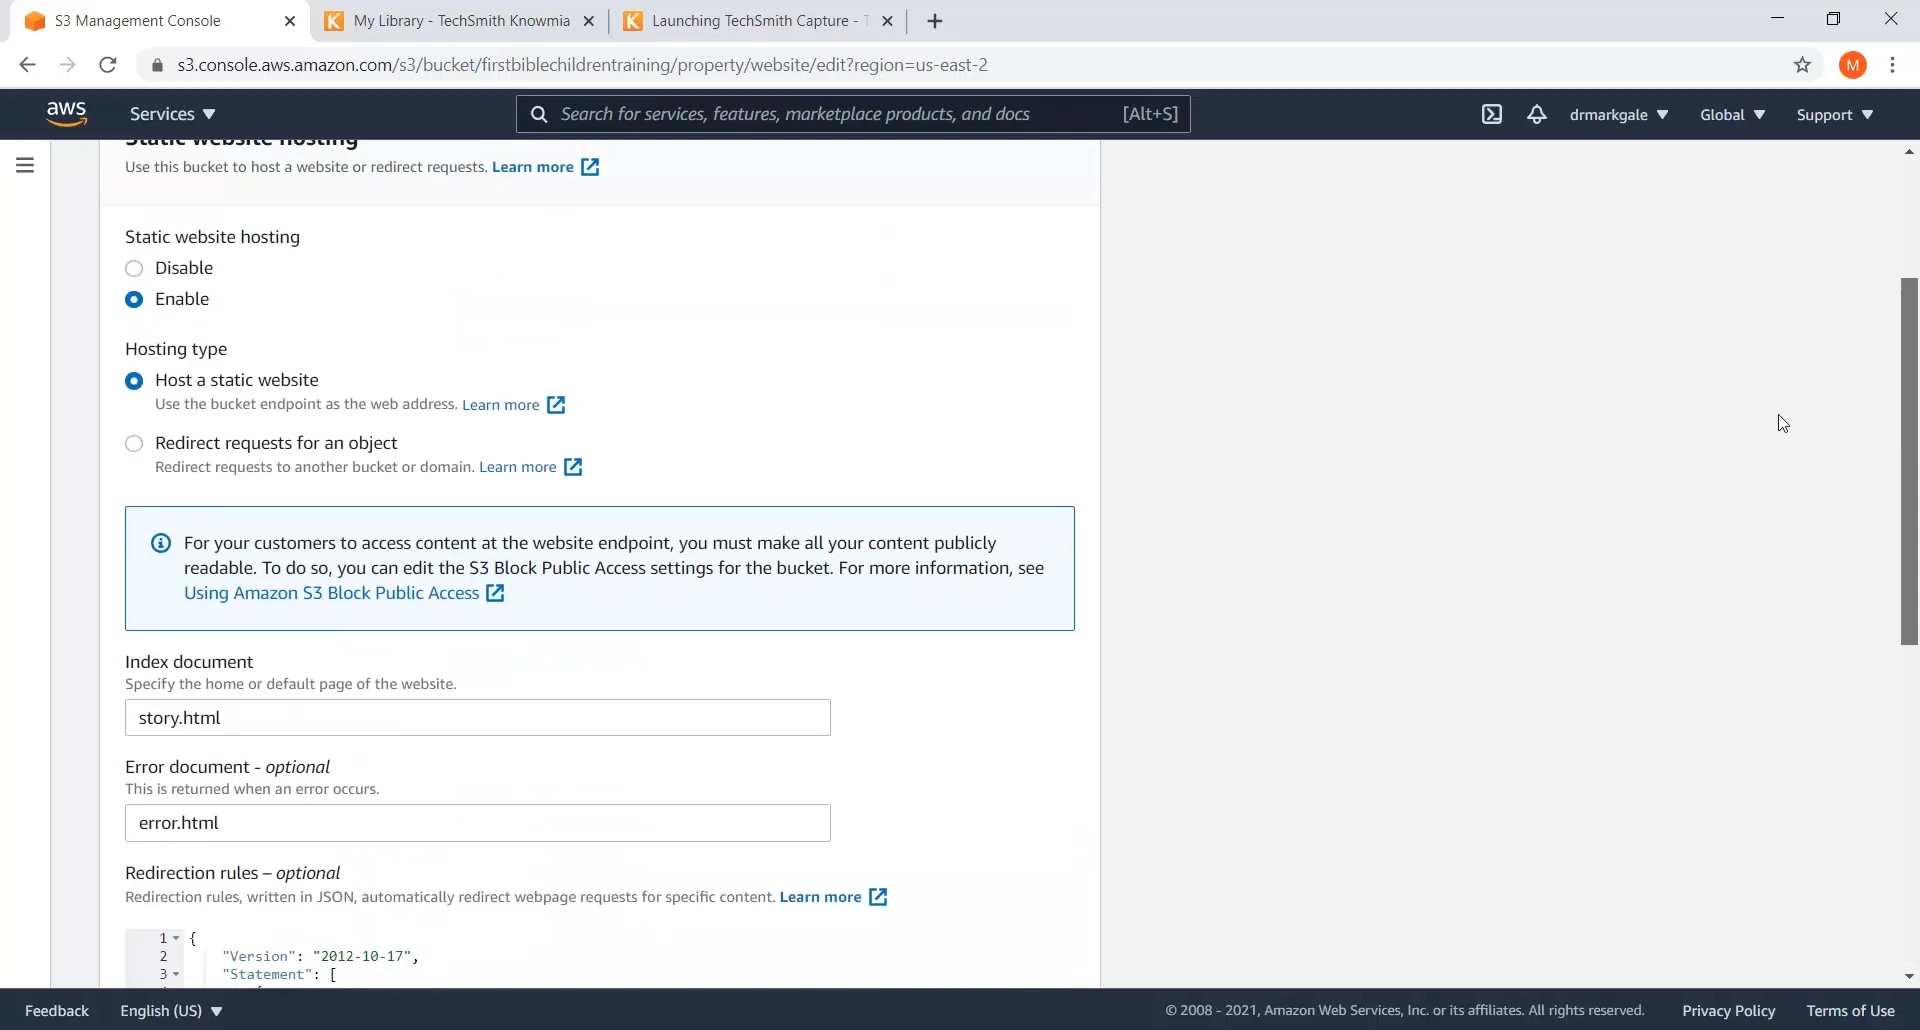 S3 Management Console
My Library - TechSmith Knowmia
Launching TechSmith Capture - T
s3.console.aws.amazon.com/s3/bucket/firstbiblechildrentraining/property/website/edit?region=us-east-2
M
aws
Services
Search for services, features, marketplace products, and docs
[Alt+S]
drmarkgale
Global
Support
Static website hosting
Use this bucket to host a website or redirect requests. Learn more
Static website hosting
Disable
Enable
Hosting type
Host a static website
Use the bucket endpoint as the web address. Learn more
Redirect requests for an object
Redirect requests to another bucket or domain. Learn more
For your customers to access content at the website endpoint, you must make all your content publicly
readable. To do so, you can edit the S3 Block Public Access settings for the bucket. For more information, see
Using Amazon S3 Block Public Access
Index document
Specify the home or default page of the website.
story.html
Error document - optional
This is returned when an error occurs.
error.html
Redirection rules – optional
Redirection rules, written in JSON, automatically redirect webpage requests for specific content. Learn more
1 {
2 "Version": "2012-10-17",
3 "Statement": [
Feedback
English (US)
© 2008 - 2021, Amazon Web Services, Inc. or its affiliates. All rights reserved.
Privacy Policy
Terms of Use